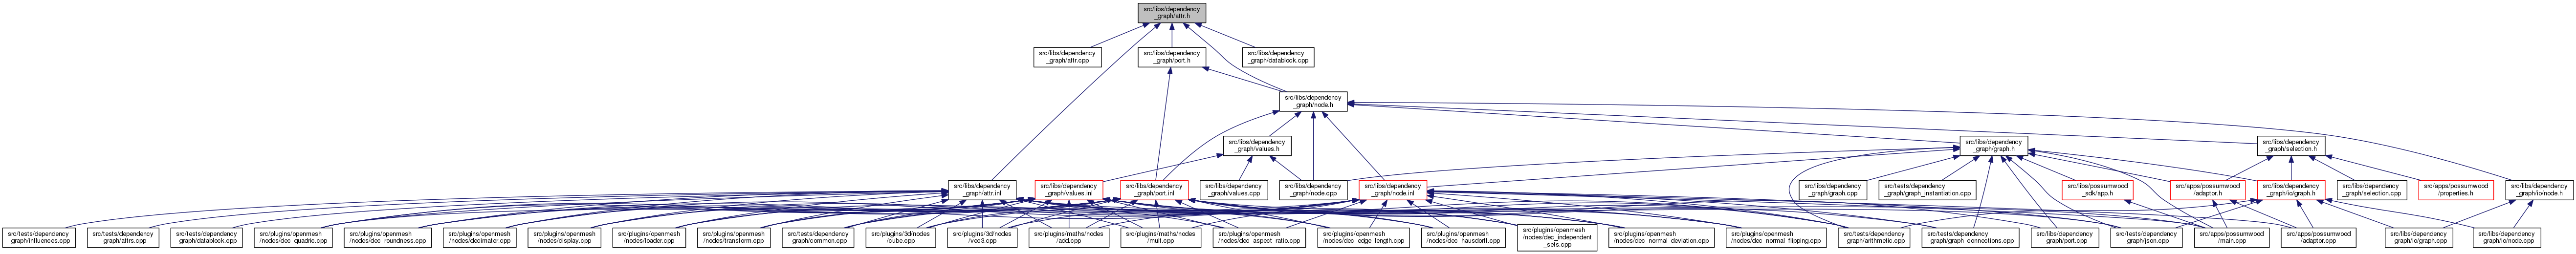 src/libs/dependency
_graph/attr.h
src/libs/dependency
_graph/attr.cpp
src/libs/dependency
_graph/port.h
src/libs/dependency
_graph/datablock.cpp
src/libs/dependency
_graph/node.h
src/libs/dependency
_graph/values.h
src/libs/dependency
_graph/graph.h
src/libs/dependency
_graph/selection.h
src/libs/dependency
_graph/attr.inl
src/libs/dependency
_graph/values.inl
src/libs/dependency
_graph/port.inl
src/libs/dependency
_graph/values.cpp
src/libs/dependency
_graph/node.cpp
src/libs/dependency
_graph/node.inl
src/libs/dependency
_graph/graph.cpp
src/tests/dependency
_graph/graph_instantiation.cpp
src/libs/possumwood
_sdk/app.h
src/apps/possumwood
/adaptor.h
src/libs/dependency
_graph/io/graph.h
src/libs/dependency
_graph/selection.cpp
src/apps/possumwood
/properties.h
src/libs/dependency
_graph/io/node.h
src/tests/dependency
_graph/influences.cpp
src/tests/dependency
_graph/attrs.cpp
src/tests/dependency
_graph/datablock.cpp
src/plugins/openmesh
/nodes/dec_quadric.cpp
src/plugins/openmesh
/nodes/dec_roundness.cpp
src/plugins/openmesh
/nodes/decimater.cpp
src/plugins/openmesh
/nodes/display.cpp
src/plugins/openmesh
/nodes/loader.cpp
src/plugins/openmesh
/nodes/transform.cpp
src/tests/dependency
_graph/common.cpp
src/plugins/3d/nodes
/cube.cpp
src/plugins/3d/nodes
/vec3.cpp
src/plugins/maths/nodes
/add.cpp
src/plugins/maths/nodes
/mult.cpp
src/plugins/openmesh
/nodes/dec_aspect_ratio.cpp
src/plugins/openmesh
/nodes/dec_edge_length.cpp
src/plugins/openmesh
/nodes/dec_hausdorff.cpp
src/plugins/openmesh
/nodes/dec_independent
_sets.cpp
src/plugins/openmesh
/nodes/dec_normal_deviation.cpp
src/plugins/openmesh
/nodes/dec_normal_flipping.cpp
src/tests/dependency
_graph/arithmetic.cpp
src/tests/dependency
_graph/graph_connections.cpp
src/libs/dependency
_graph/port.cpp
src/tests/dependency
_graph/json.cpp
src/apps/possumwood
/main.cpp
src/apps/possumwood
/adaptor.cpp
src/libs/dependency
_graph/io/graph.cpp
src/libs/dependency
_graph/io/node.cpp